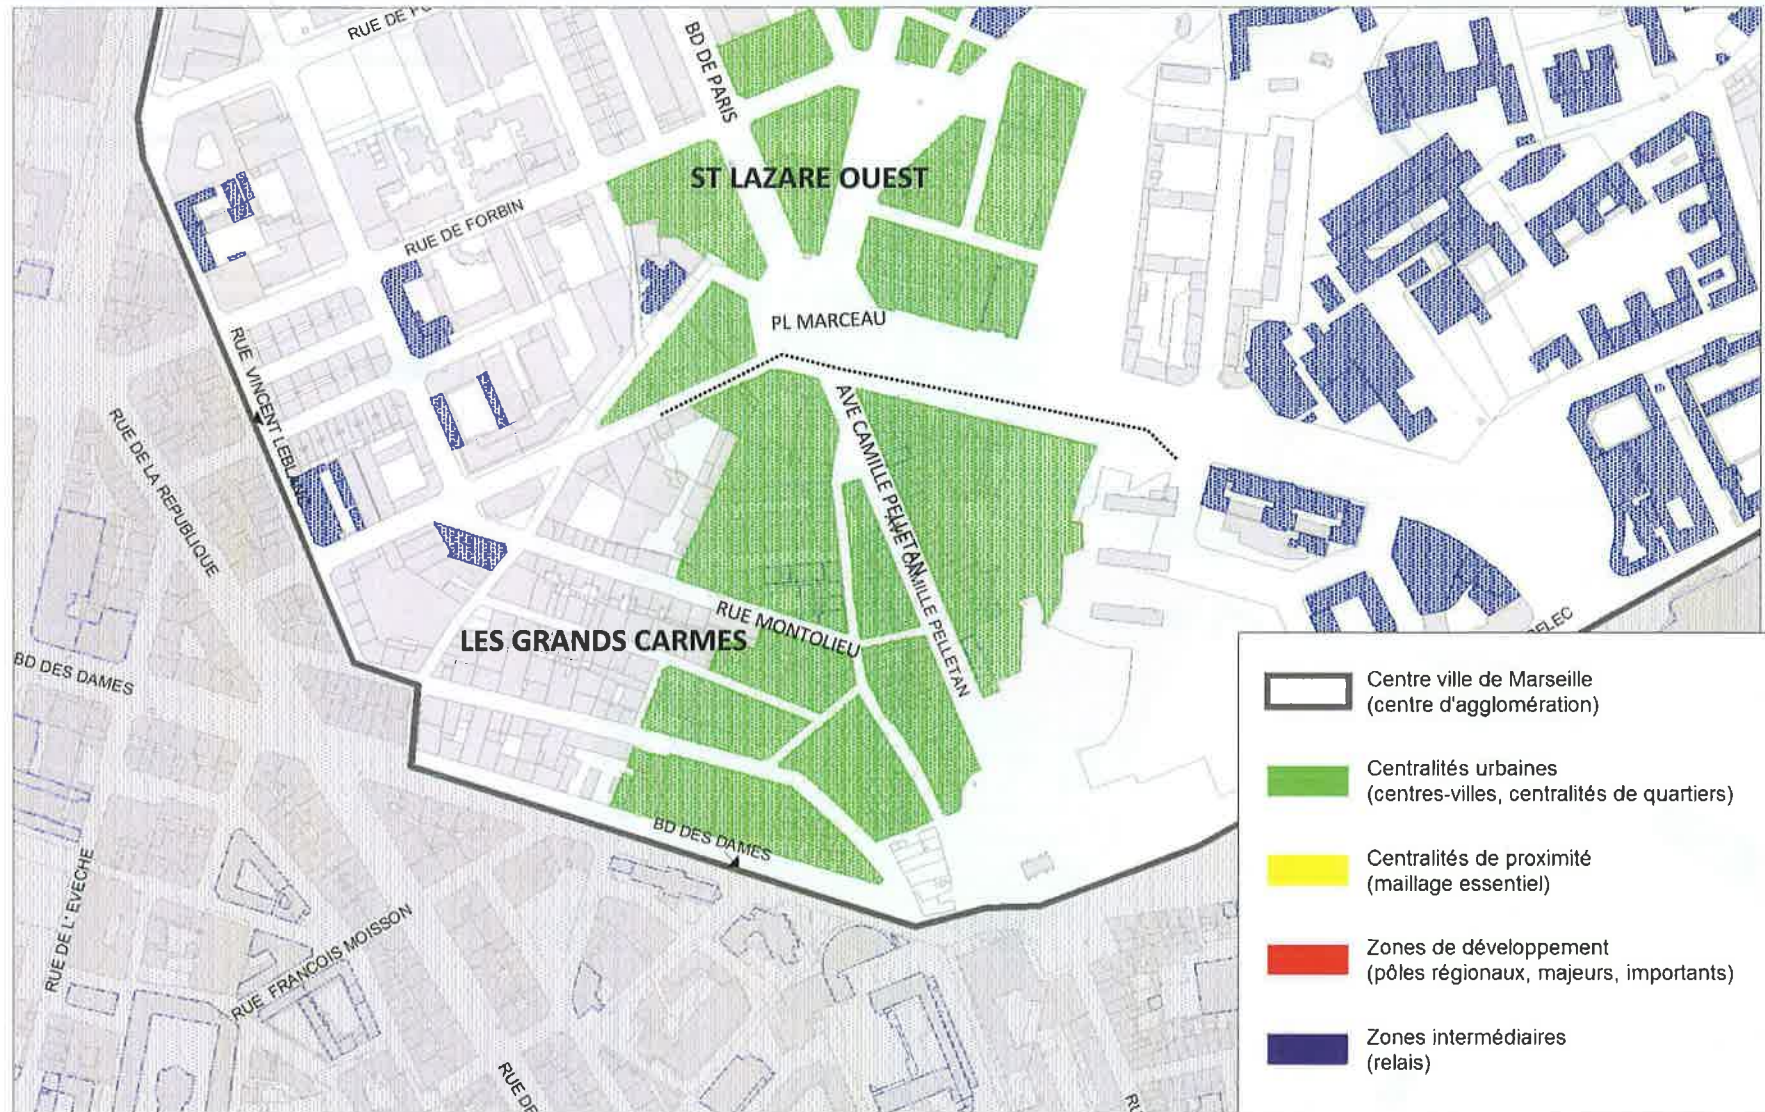 BD DE PARIS
ST LAZARE OUEST
RUE DE FORBIN
PL MARCEAU
RUE VINCENT LEBLANC
RUE DE LA REPUBLIQUE
AVE CAMILLE PELLETAN
AVE CAMILLE PELLETAN
RUE MONTOLIEU
LES GRANDS CARMES
BD DES DAMES
BD DES DAMES
RUE DE L' EVECHE
RUE FRANCOIS MOISSON
RUE DE
Centre ville de Marseille
(centre d'agglomération)
Centralités urbaines
(centres-villes, centralités de quartiers)
Centralités de proximité
(maillage essentiel)
Zones de développement
(pôles régionaux, majeurs, importants)
Zones intermédiaires
(relais)